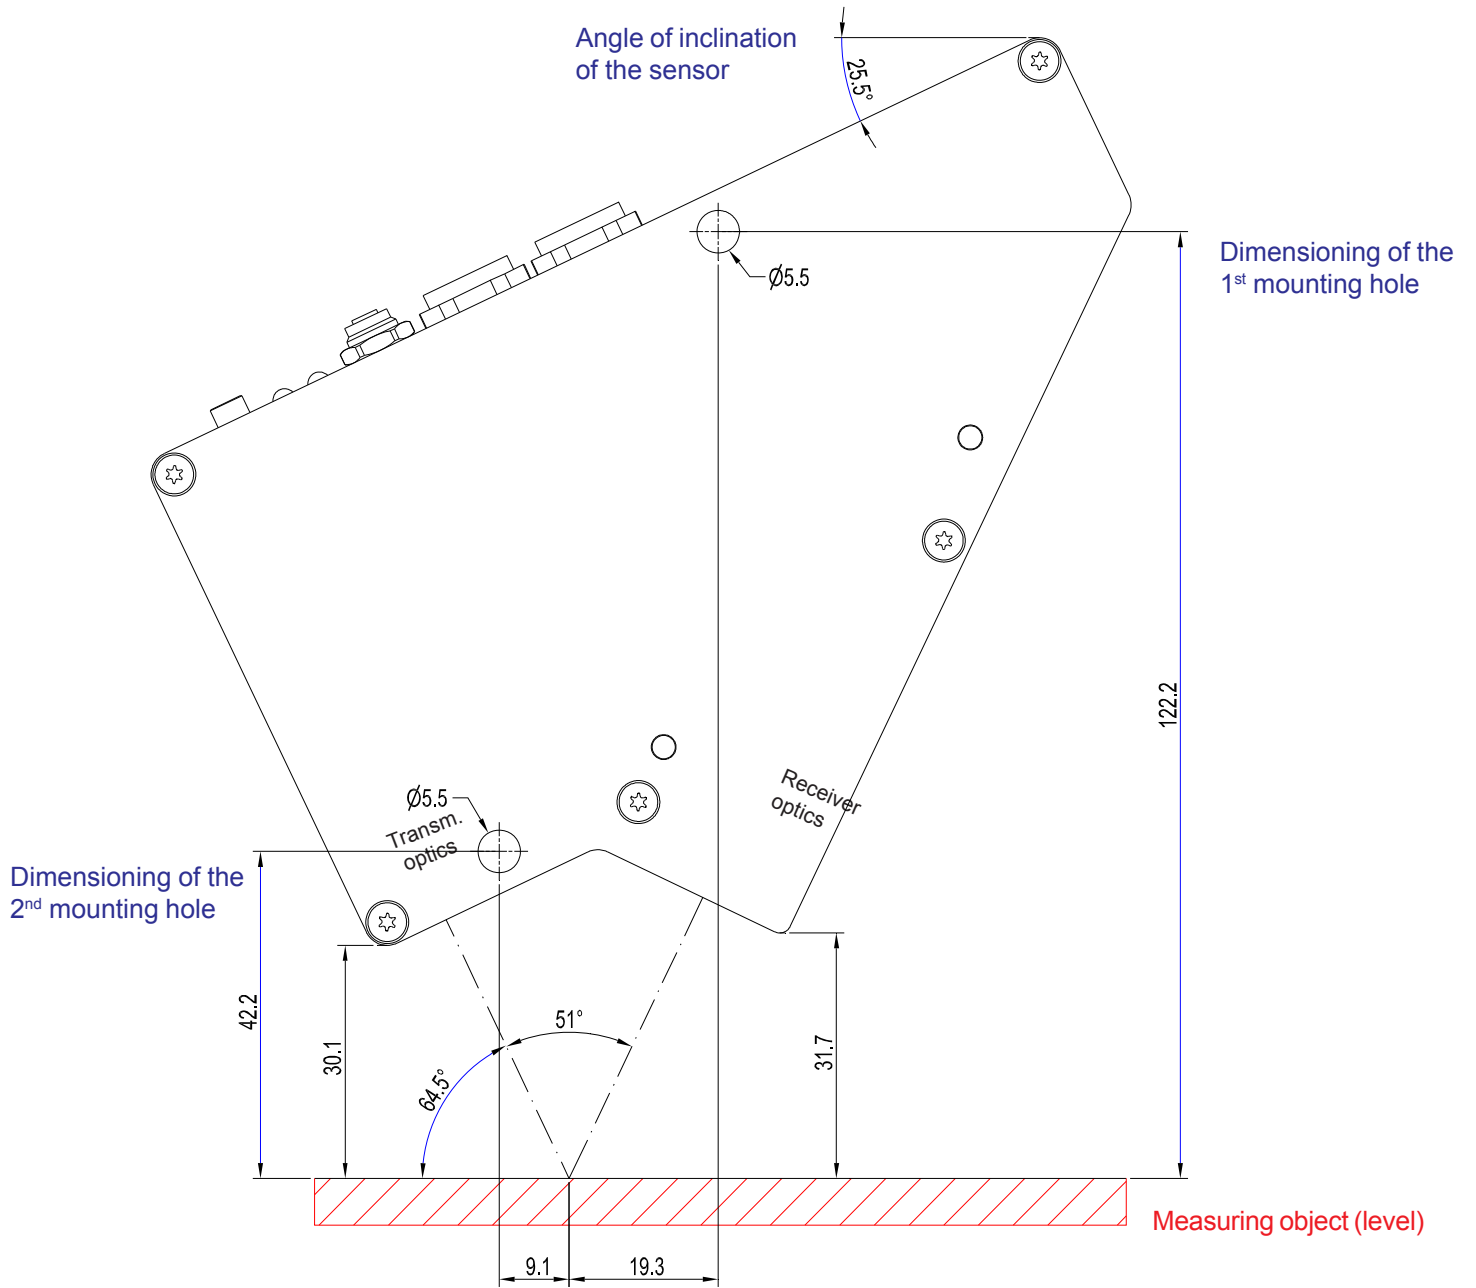 Angle of inclination
of the sensor
25.5°
Dimensioning of the
1st mounting hole
Ø5.5
122.2
Receiver
optics
Ø5.5
Transm.
optics
Dimensioning of the
2nd mounting hole
42.2
30.1
64.5°
51°
31.7
Measuring object (level)
9.1
19.3